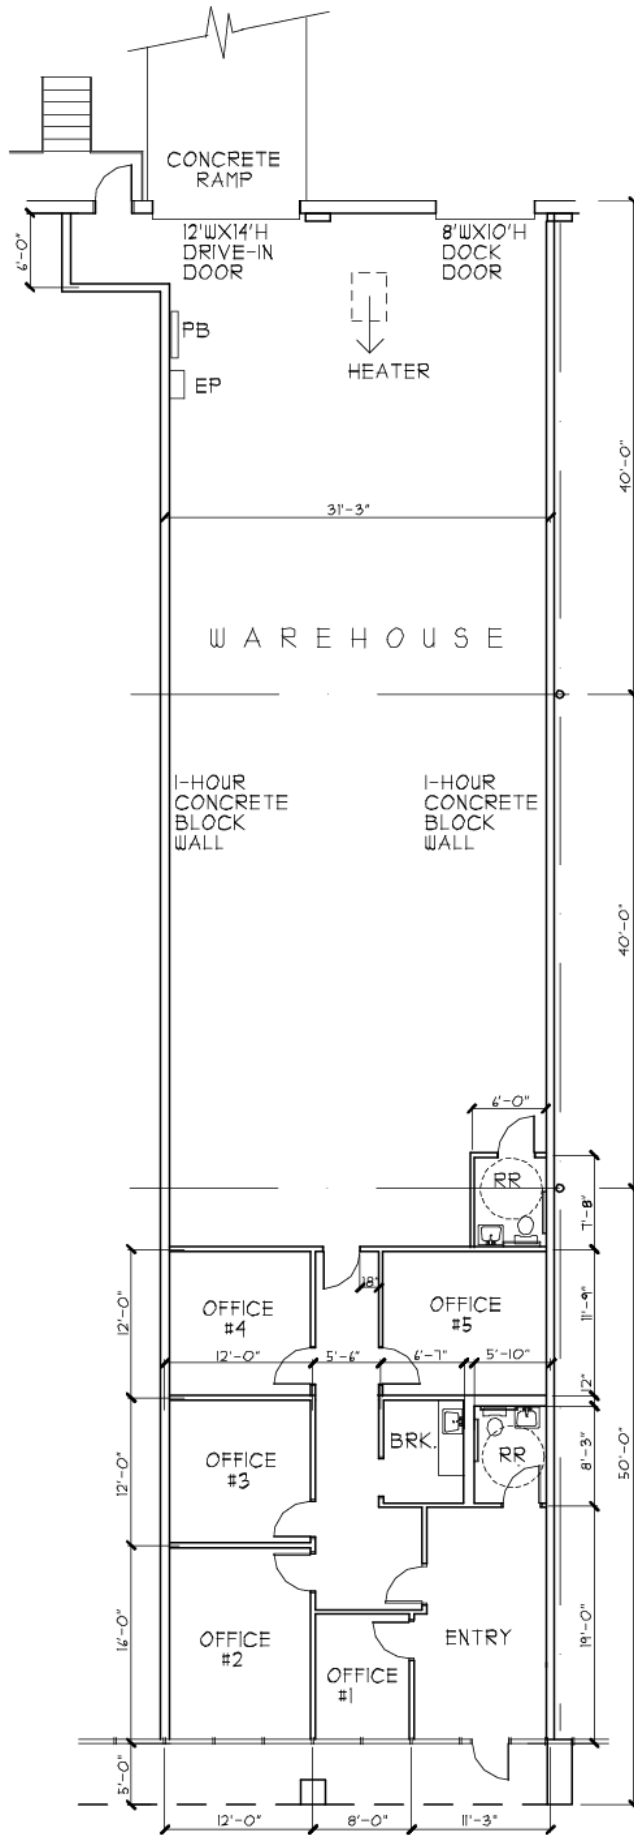 CONCRETE
RAMP
12'WX14'H
DRIVE-IN
DOOR
8'WX10'H
DOCK
DOOR
6'-0"
PB
EP
HEATER
40'-0"
31'-3"
WAREHOUSE
1-HOUR
CONCRETE
BLOCK
WALL
1-HOUR
CONCRETE
BLOCK
WALL
40'-0"
6'-0"
RR
7'-8"
OFFICE
#4
18"
OFFICE
#5
12'-0"
11'-9"
12'-0"
5'-6"
6'-7"
5'-10"
12"
BRK.
RR
8'-3"
50'-0"
OFFICE
#3
12'-0"
OFFICE
#2
16'-0"
OFFICE
#1
ENTRY
19'-0"
5'-0"
12'-0"
8'-0"
11'-3"